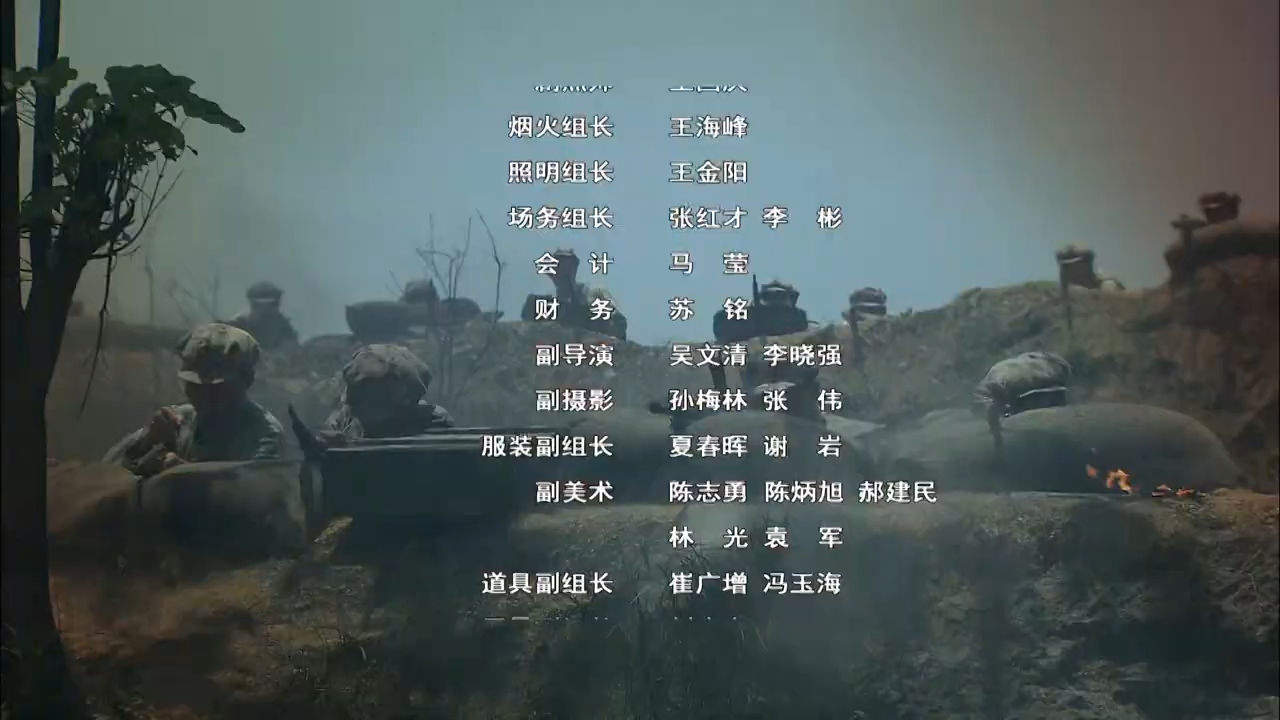 烟火组长 王海峰
照明组长 王金阳
场务组长 张红才 李 彬
会 计 马 莹
财 务 苏 铭
副导演 吴文清 李晓强
副摄影 孙梅林 张 伟
服装副组长 夏春晖 谢 岩
副美术 陈志勇 陈炳旭 郝建民
林 光 袁 军
道具副组长 崔广增 冯玉海